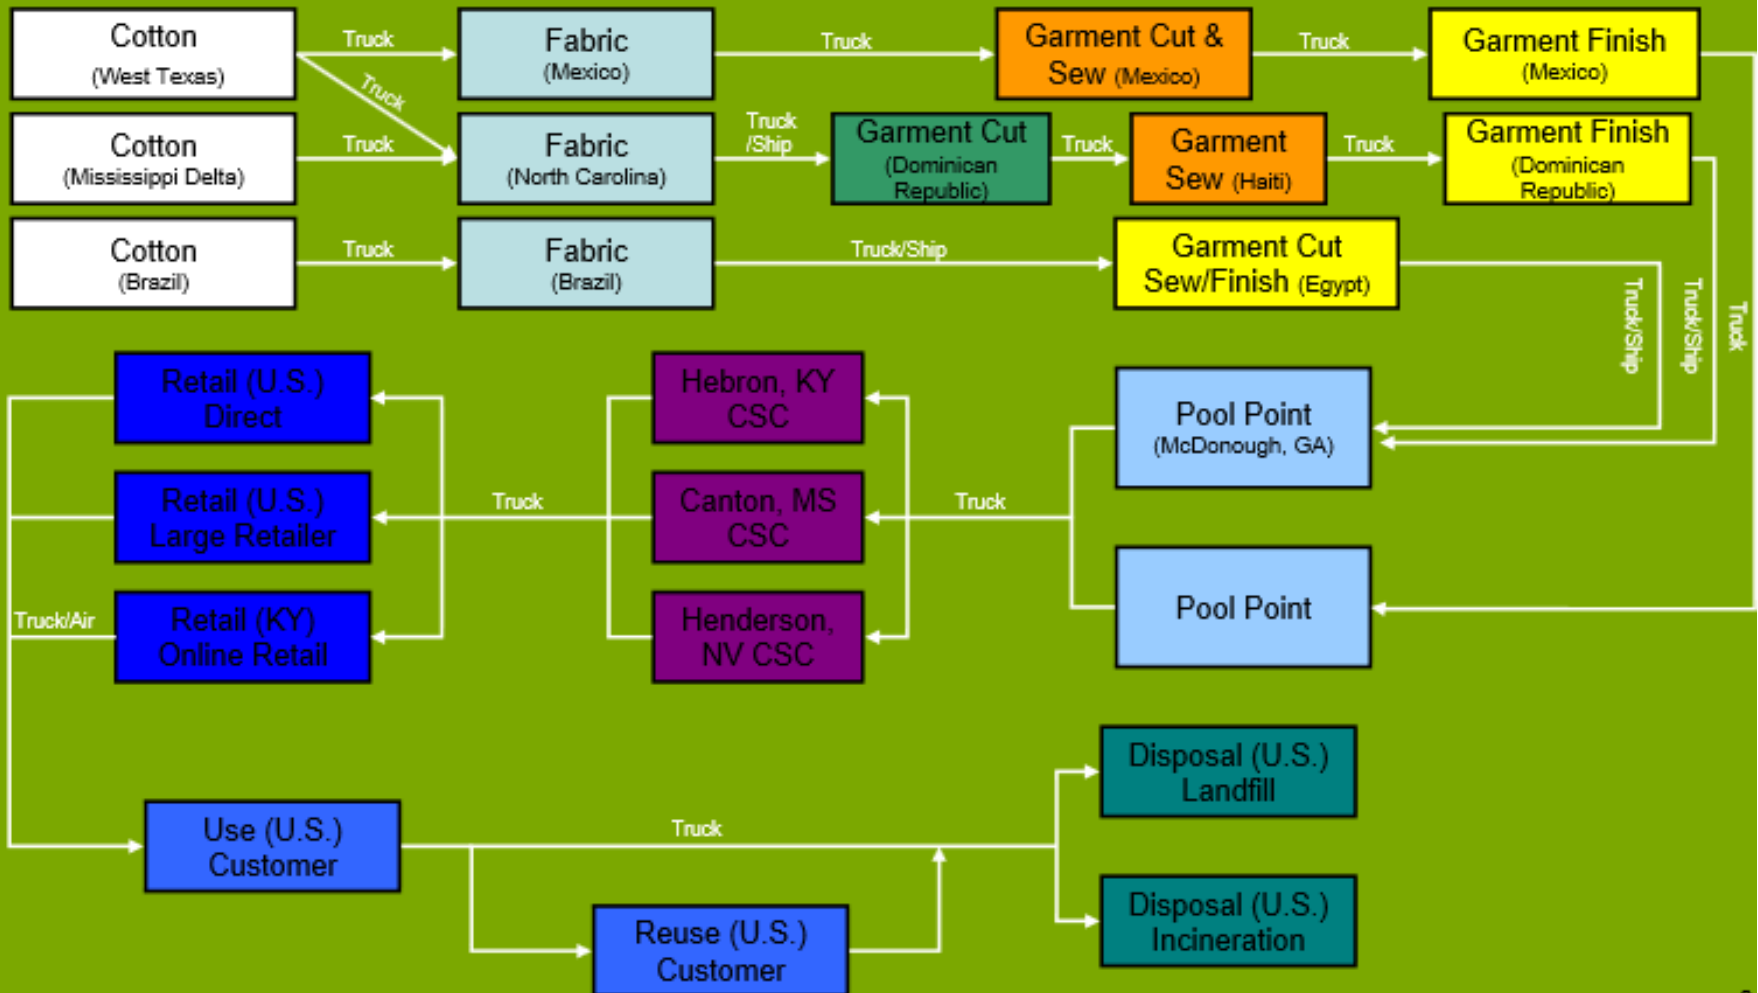 Cotton
(West Texas)
Truck
Truck
Fabric
(Mexico)
Truck
Garment Cut &
Sew (Mexico)
Truck
Garment Finish
(Mexico)
Cotton
(Mississippi Delta)
Truck
Fabric
(North Carolina)
Truck
/Ship
Garment Cut
(Dominican
Republic)
Truck
Garment
Sew (Haiti)
Truck
Garment Finish
(Dominican
Republic)
Cotton
(Brazil)
Truck
Fabric
(Brazil)
Truck/Ship
Garment Cut
Sew/Finish (Egypt)
Truck/Ship
Truck/Ship
Truck
Retail (U.S.)
Direct
Hebron, KY
CSC
Pool Point
(McDonough, GA)
Retail (U.S.)
Large Retailer
Truck
Canton, MS
CSC
Truck
Truck/Air
Retail (KY)
Online Retail
Henderson,
NV CSC
Pool Point
Disposal (U.S.)
Landfill
Use (U.S.)
Customer
Truck
Reuse (U.S.)
Customer
Disposal (U.S.)
Incineration